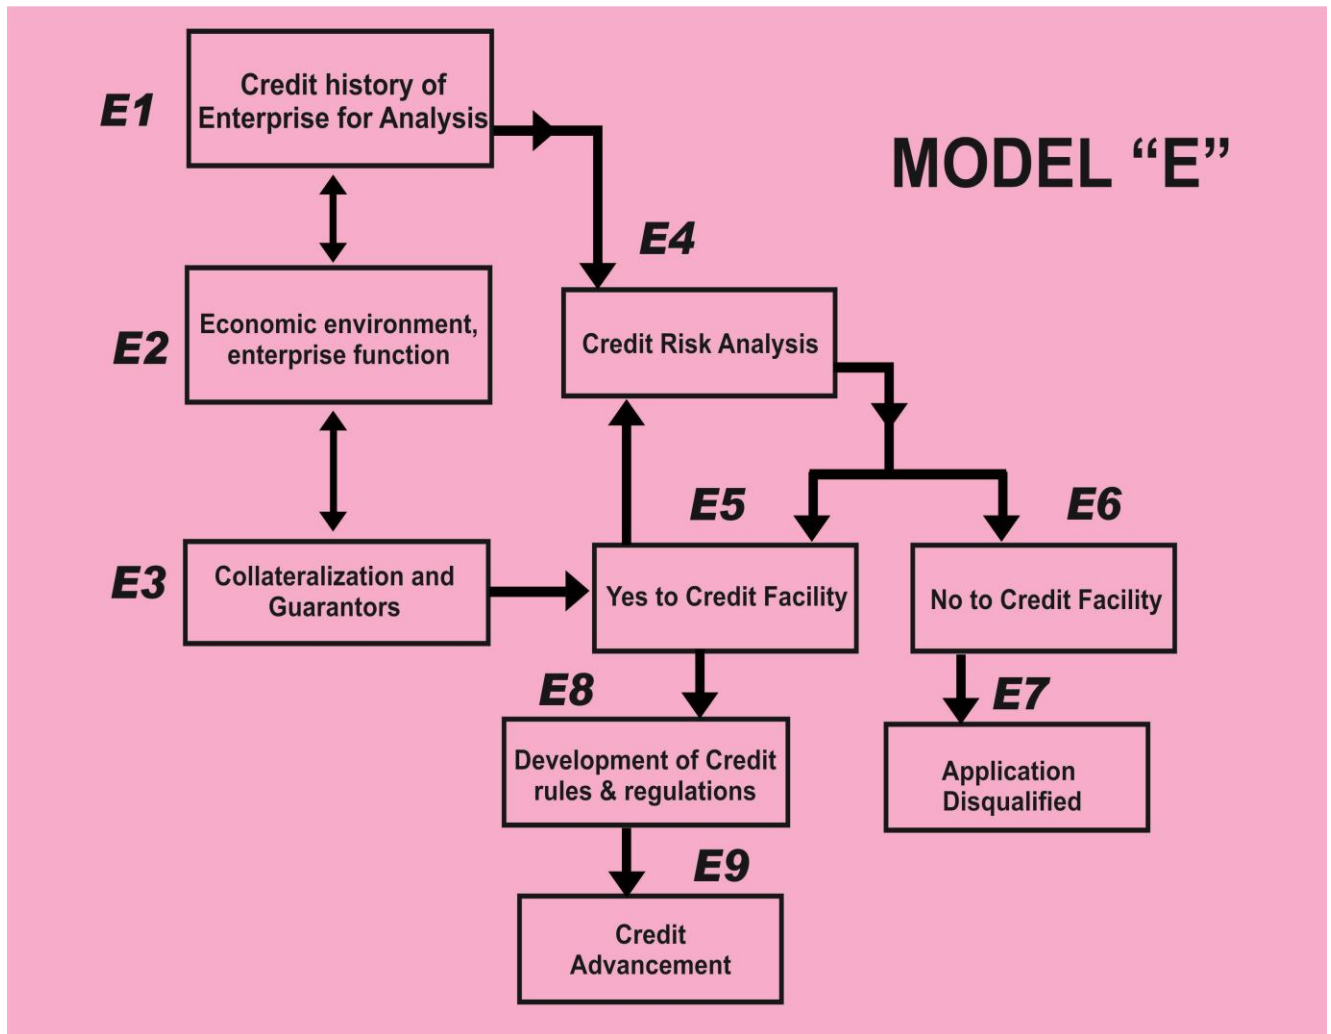 E1
Credit history of
Enterprise for Analysis
MODEL “E”
E4
E2
Economic environment,
enterprise function
Credit Risk Analysis
E5
E6
E3
Collateralization and
Guarantors
Yes to Credit Facility
No to Credit Facility
E8
E7
Development of Credit
rules & regulations
Application
Disqualified
E9
Credit
Advancement